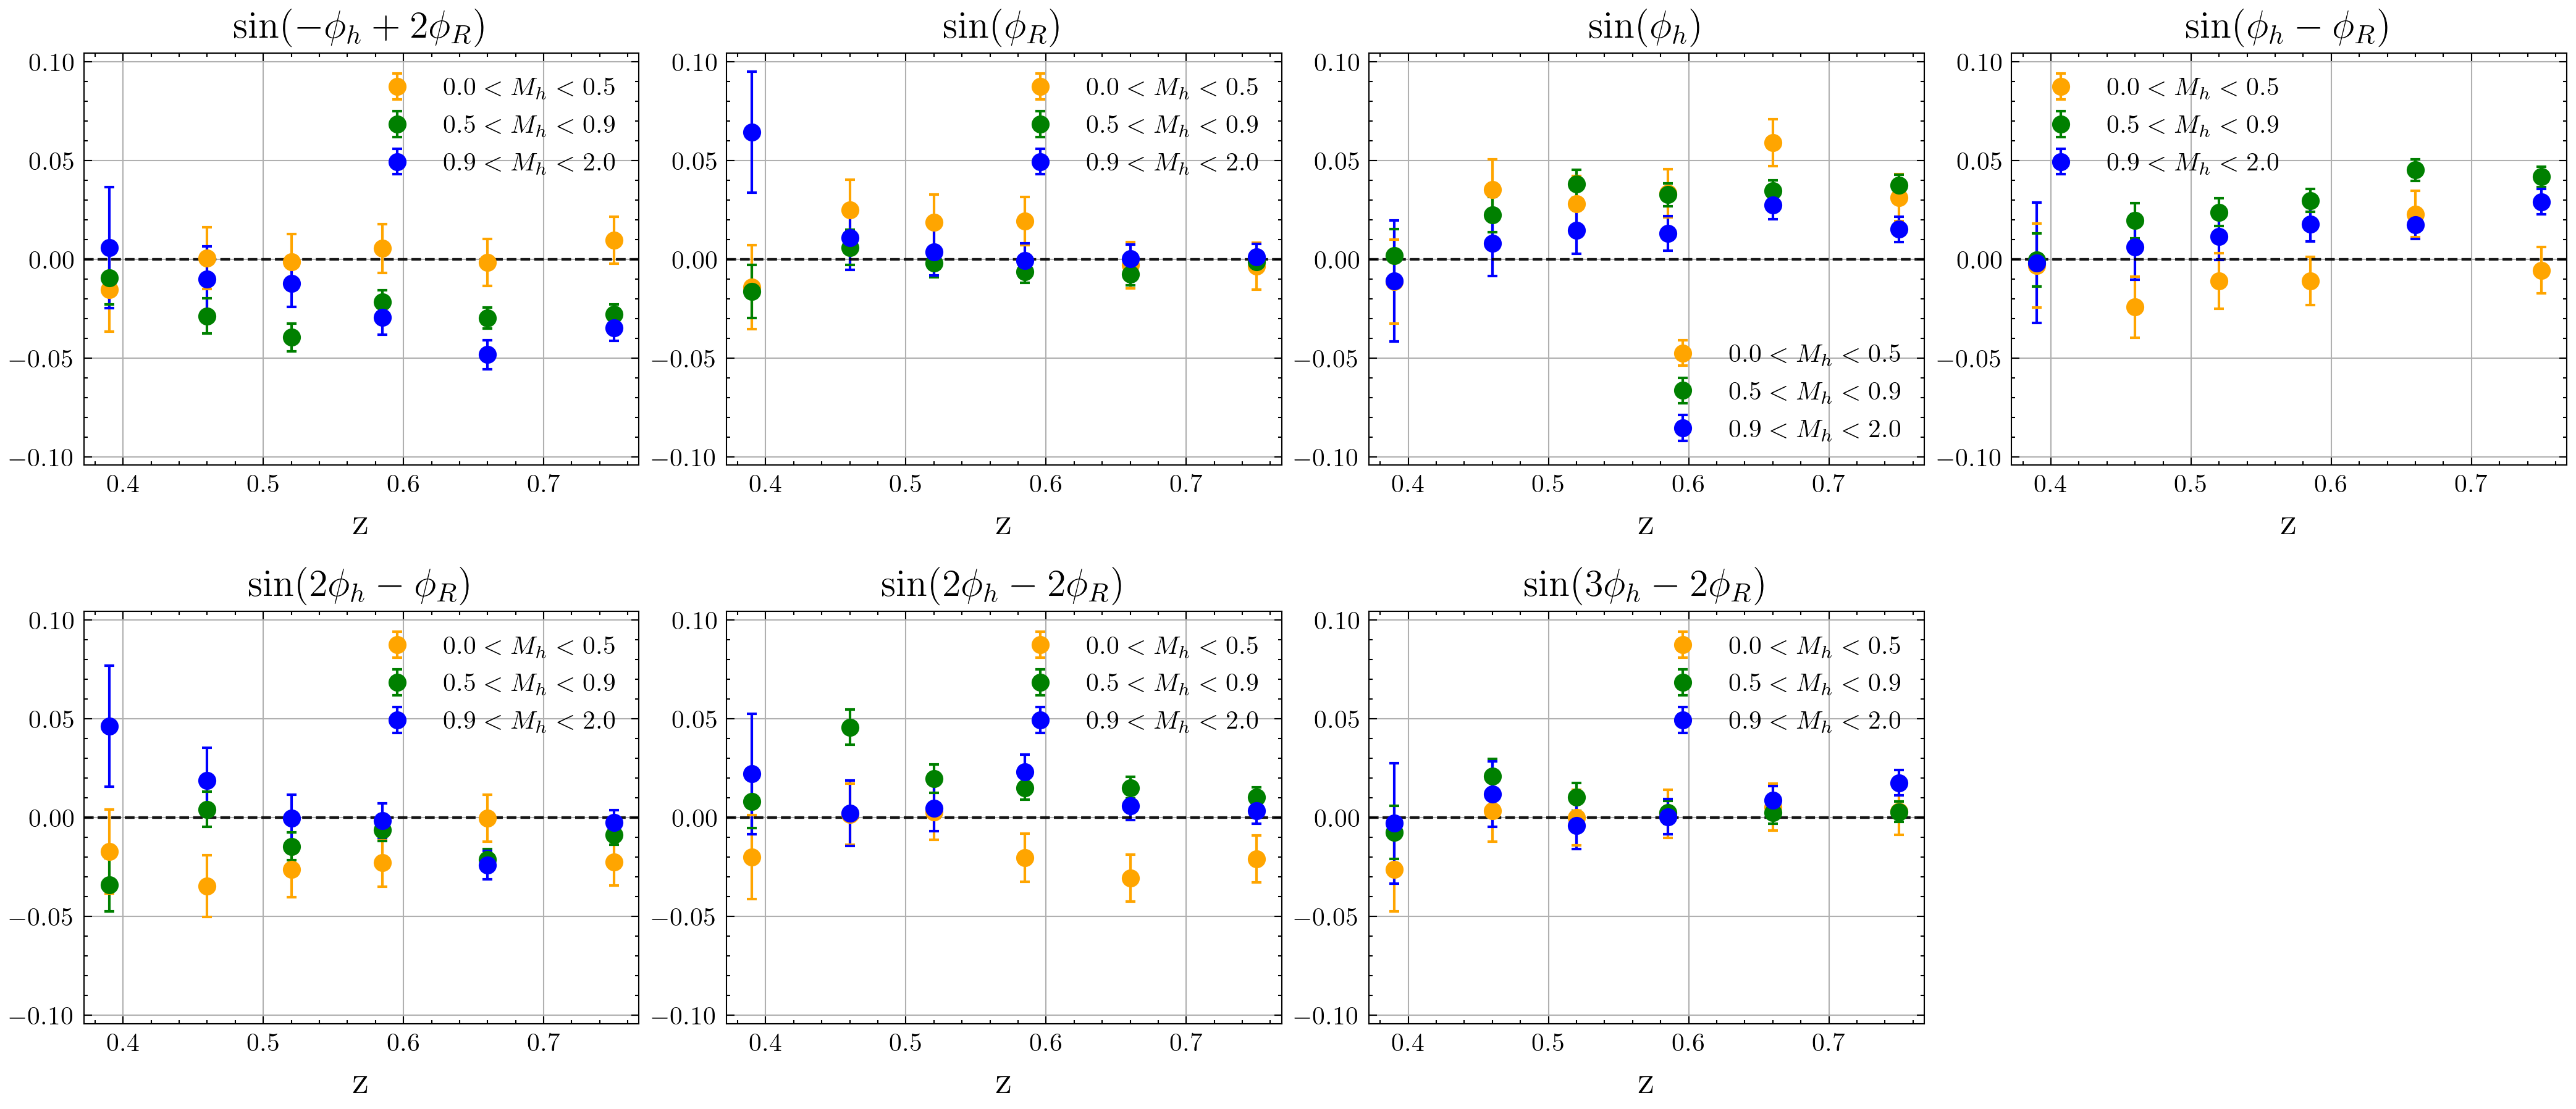 sin(−ϕ_h + 2ϕ_R)
0.10
0.05
0.00
−0.05
−0.10
0.0 < M_h < 0.5
0.5 < M_h < 0.9
0.9 < M_h < 2.0
0.4 0.5 0.6 0.7
z
sin(ϕ_R)
0.10
0.05
0.00
−0.05
−0.10
0.0 < M_h < 0.5
0.5 < M_h < 0.9
0.9 < M_h < 2.0
0.4 0.5 0.6 0.7
z
sin(ϕ_h)
0.10
0.05
0.00
−0.05
−0.10
0.0 < M_h < 0.5
0.5 < M_h < 0.9
0.9 < M_h < 2.0
0.4 0.5 0.6 0.7
z
sin(ϕ_h − ϕ_R)
0.10
0.05
0.00
−0.05
−0.10
0.0 < M_h < 0.5
0.5 < M_h < 0.9
0.9 < M_h < 2.0
0.4 0.5 0.6 0.7
z
sin(2ϕ_h − ϕ_R)
0.10
0.05
0.00
−0.05
−0.10
0.0 < M_h < 0.5
0.5 < M_h < 0.9
0.9 < M_h < 2.0
0.4 0.5 0.6 0.7
z
sin(2ϕ_h − 2ϕ_R)
0.10
0.05
0.00
−0.05
−0.10
0.0 < M_h < 0.5
0.5 < M_h < 0.9
0.9 < M_h < 2.0
0.4 0.5 0.6 0.7
z
sin(3ϕ_h − 2ϕ_R)
0.10
0.05
0.00
−0.05
−0.10
0.0 < M_h < 0.5
0.5 < M_h < 0.9
0.9 < M_h < 2.0
0.4 0.5 0.6 0.7
z